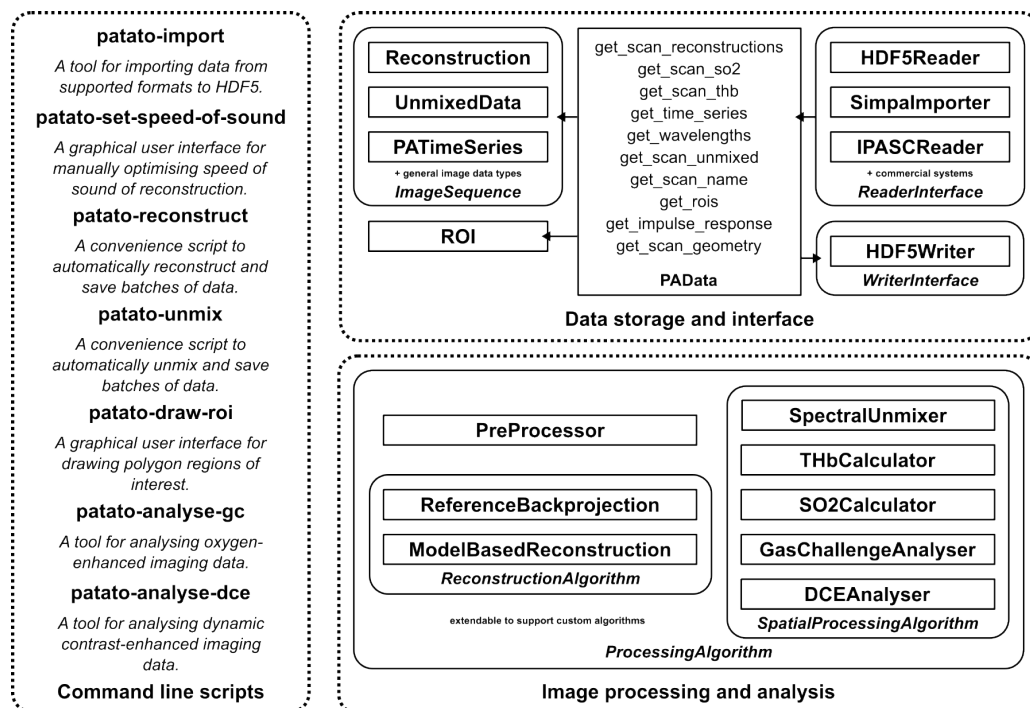 patato-import
A tool for importing data from
supported formats to HDF5.
patato-set-speed-of-sound
A graphical user interface for
manually optimising speed of
sound of reconstruction.
patato-reconstruct
A convenience script to
automatically reconstruct and
save batches of data.
patato-unmix
A convenience script to
automatically unmix and save
batches of data.
patato-draw-roi
A graphical user interface for
drawing polygon regions of
interest.
patato-analyse-gc
A tool for analysing oxygen-
enhanced imaging data.
patato-analyse-dce
A tool for analysing dynamic
contrast-enhanced imaging
data.
Command line scripts
Reconstruction
UnmixedData
PATimeSeries
+ general image data types
ImageSequence
ROI
get_scan_reconstructions
get_scan_so2
get_scan_thb
get_time_series
get_wavelengths
get_scan_unmixed
get_scan_name
get_rois
get_impulse_response
get_scan_geometry
PAData
HDF5Reader
SimpaImporter
IPASCReader
+ commercial systems
ReaderInterface
HDF5Writer
WriterInterface
Data storage and interface
PreProcessor
ReferenceBackprojection
ModelBasedReconstruction
ReconstructionAlgorithm
extendable to support custom algorithms
SpectralUnmixer
THbCalculator
SO2Calculator
GasChallengeAnalyser
DCEAnalyser
SpatialProcessingAlgorithm
ProcessingAlgorithm
Image processing and analysis